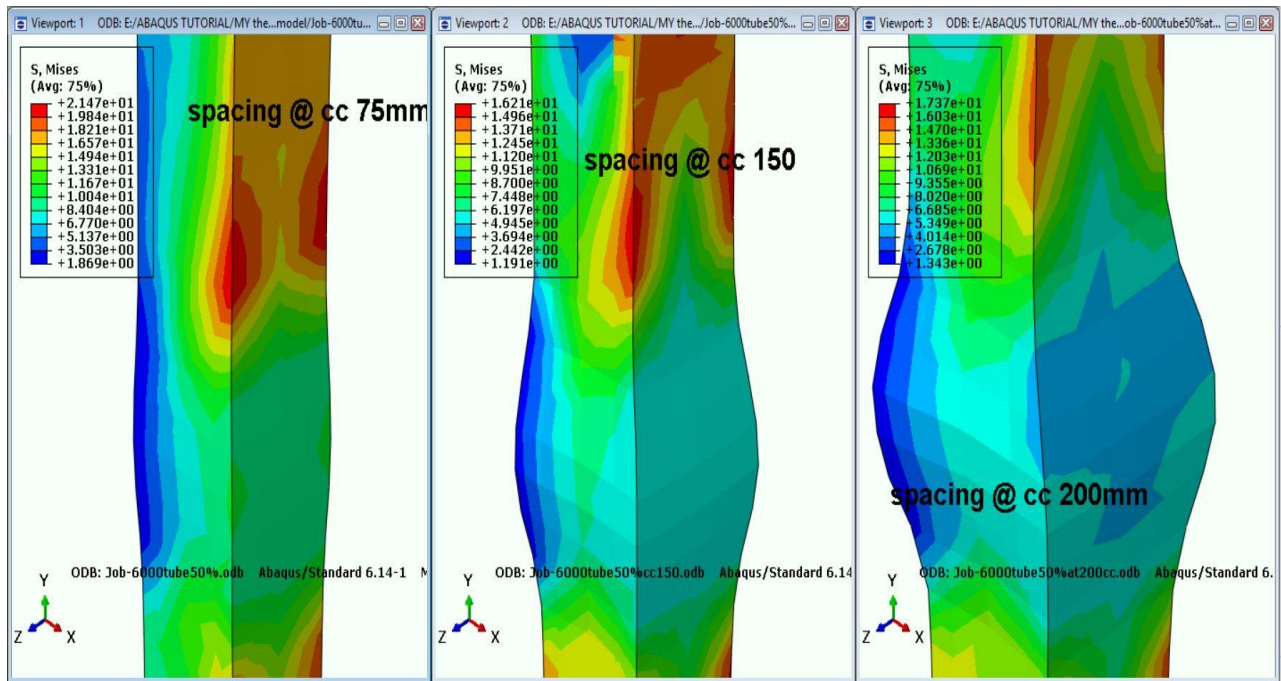 Viewport: 1 ODB: E:/ABAQUS TUTORIAL/MY the...model/Job-6000tu...
S, Mises
(Avg: 75%)
+2.147e+01
+1.984e+01
+1.821e+01
+1.657e+01
+1.494e+01
+1.331e+01
+1.167e+01
+1.004e+01
+8.404e+00
+6.770e+00
+5.137e+00
+3.503e+00
+1.869e+00
spacing @ cc 75mm
ODB: Job-6000tube50%.odb Abaqus/Standard 6.14-1 M
Y
Z
X
Viewport: 2 ODB: E:/ABAQUS TUTORIAL/MY the.../Job-6000tube50%...
S, Mises
(Avg: 75%)
+1.621e+01
+1.496e+01
+1.371e+01
+1.245e+01
+1.120e+01
+9.951e+00
+8.700e+00
+7.448e+00
+6.197e+00
+4.945e+00
+3.694e+00
+2.442e+00
+1.191e+00
spacing @ cc 150
ODB: Job-6000tube50%cc150.odb Abaqus/Standard 6.14
Y
Z
X
Viewport: 3 ODB: E:/ABAQUS TUTORIAL/MY the...ob-6000tube50%at...
S, Mises
(Avg: 75%)
+1.737e+01
+1.603e+01
+1.470e+01
+1.336e+01
+1.203e+01
+1.069e+01
+9.355e+00
+8.020e+00
+6.685e+00
+5.349e+00
+4.014e+00
+2.678e+00
+1.343e+00
spacing @ cc 200mm
ODB: Job-6000tube50%at200cc.odb Abaqus/Standard 6.
Y
Z
X